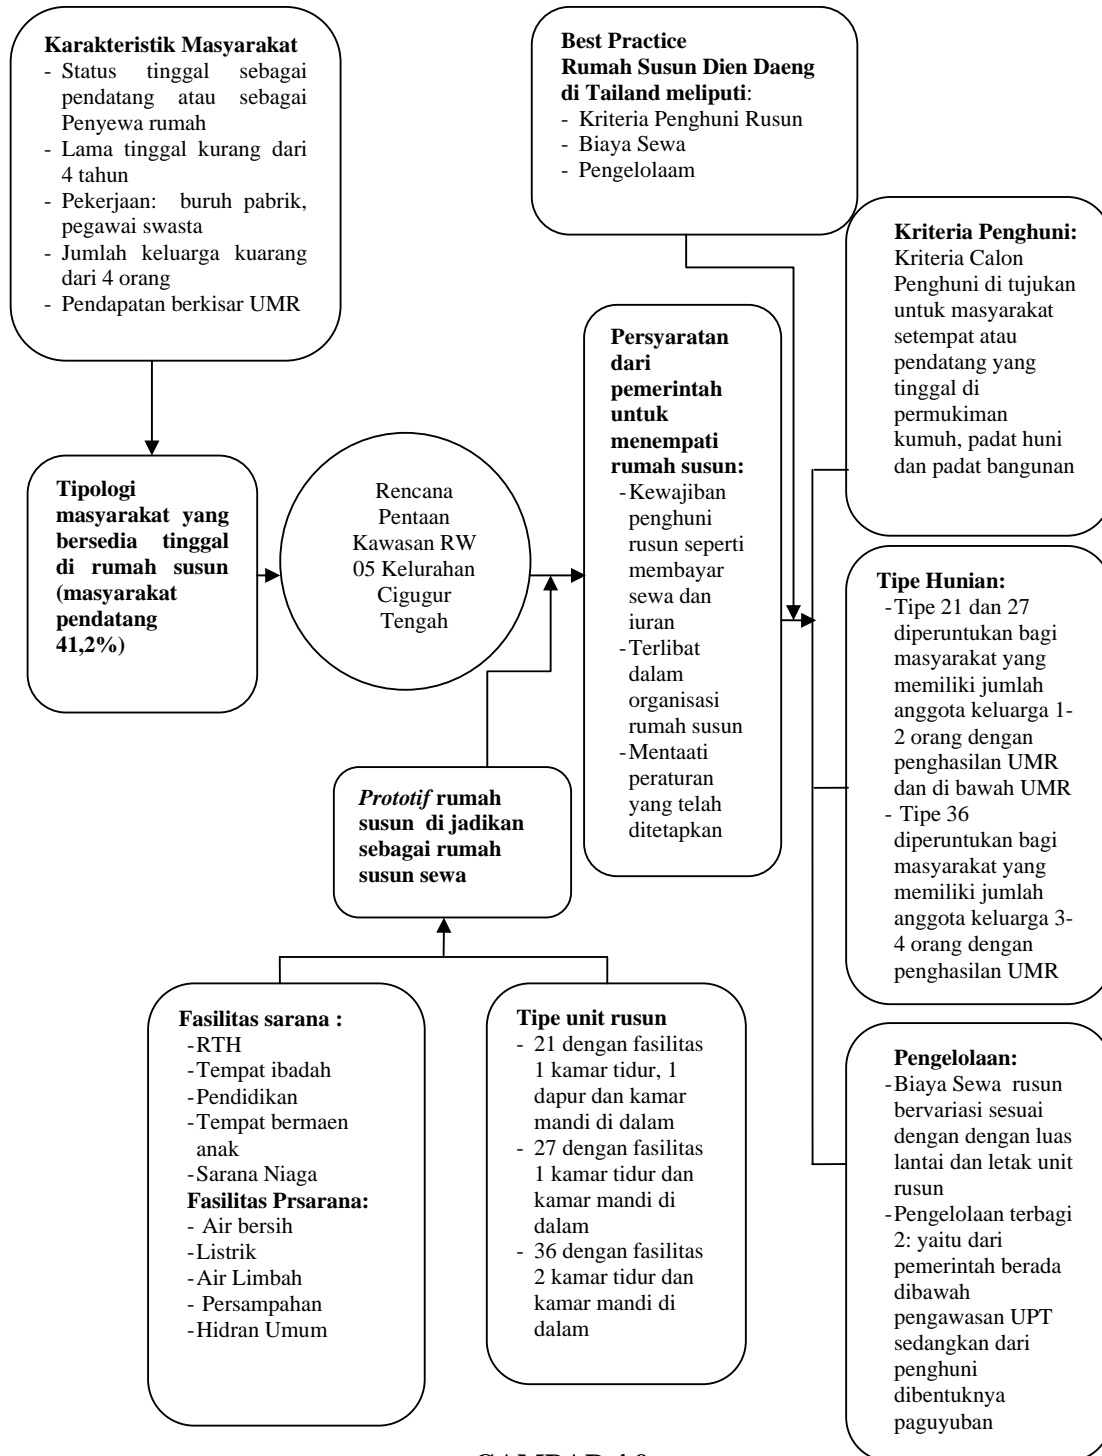 Karakteristik Masyarakat
- Status tinggal sebagai
pendatang atau sebagai
Penyewa rumah
- Lama tinggal kurang dari
4 tahun
- Pekerjaan: buruh pabrik,
pegawai swasta
- Jumlah keluarga kuarang
dari 4 orang
- Pendapatan berkisar UMR
Best Practice
Rumah Susun Dien Daeng
di Tailand meliputi:
- Kriteria Penghuni Rusun
- Biaya Sewa
- Pengelolaam
Tipologi
masyarakat yang
bersedia tinggal
di rumah susun
(masyarakat
pendatang
41,2%)
Rencana
Pentaan
Kawasan RW
05 Kelurahan
Cigugur
Tengah
Persyaratan
dari
pemerintah
untuk
menempati
rumah susun:
-Kewajiban
penghuni
rusun seperti
membayar
sewa dan
iuran
-Terlibat
dalam
organisasi
rumah susun
-Mentaati
peraturan
yang telah
ditetapkan
Kriteria Penghuni:
Kriteria Calon
Penghuni di tujukan
untuk masyarakat
setempat atau
pendatang yang
tinggal di
permukiman
kumuh, padat huni
dan padat bangunan
Tipe Hunian:
-Tipe 21 dan 27
diperuntukan bagi
masyarakat yang
memiliki jumlah
anggota keluarga 1-
2 orang dengan
penghasilan UMR
dan di bawah UMR
- Tipe 36
diperuntukan bagi
masyarakat yang
memiliki jumlah
anggota keluarga 3-
4 orang dengan
penghasilan UMR
Prototif rumah
susun di jadikan
sebagai rumah
susun sewa
Fasilitas sarana :
-RTH
-Tempat ibadah
-Pendidikan
-Tempat bermaen
anak
-Sarana Niaga
Fasilitas Prsarana:
- Air bersih
-Listrik
-Air Limbah
- Persampahan
-Hidran Umum
Tipe unit rusun
- 21 dengan fasilitas
1 kamar tidur, 1
dapur dan kamar
mandi di dalam
- 27 dengan fasilitas
1 kamar tidur dan
kamar mandi di
dalam
- 36 dengan fasilitas
2 kamar tidur dan
kamar mandi di
dalam
Pengelolaan:
-Biaya Sewa rusun
bervariasi sesuai
dengan dengan luas
lantai dan letak unit
rusun
-Pengelolaan terbagi
2: yaitu dari
pemerintah berada
dibawah
pengawasan UPT
sedangkan dari
penghuni
dibentuknya
paguyuban